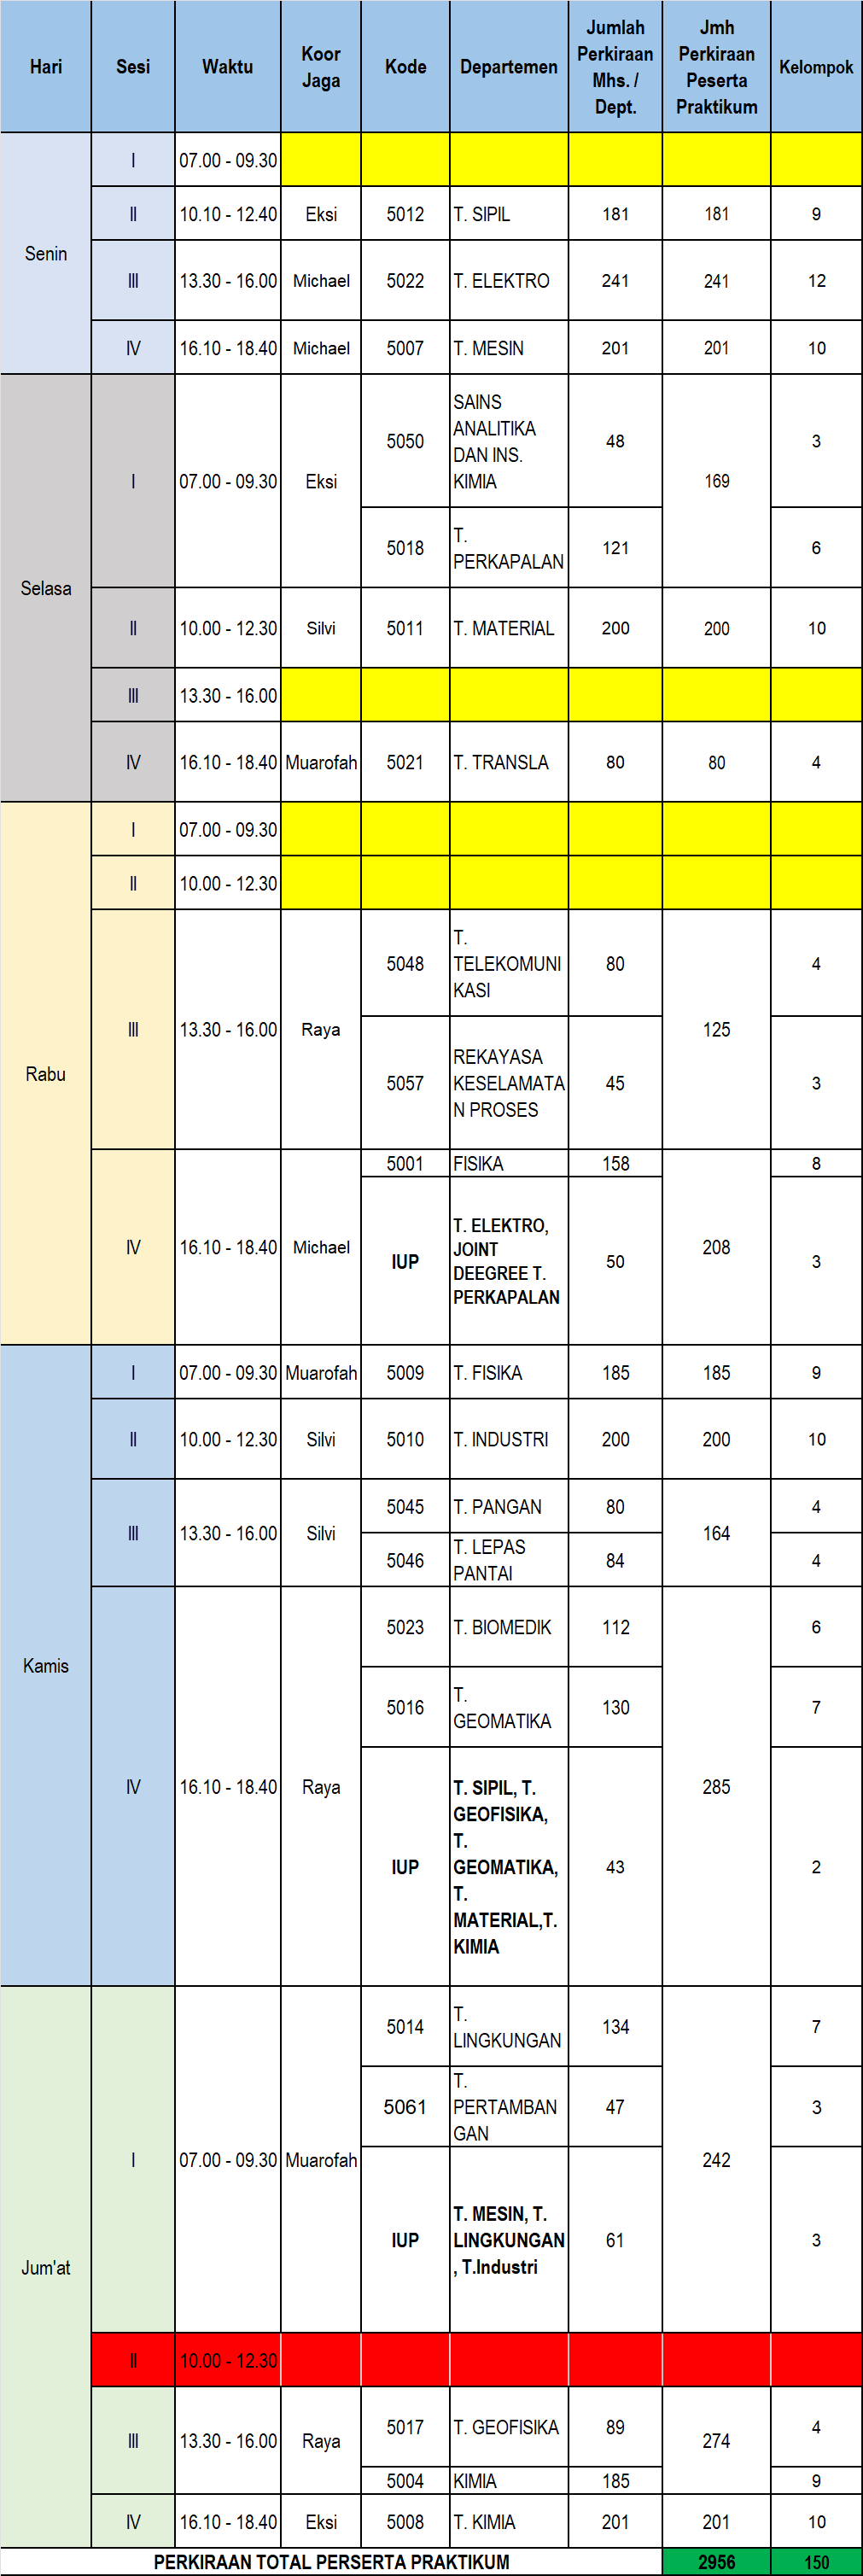 Hari Sesi Waktu Koor Jaga Kode Departemen Jumlah Perkiraan Mhs. / Dept. Jmh Perkiraan Peserta Praktikum Kelompok
Senin I 07.00 - 09.30
II 10.10 - 12.40 Eksi 5012 T. SIPIL 181 181 9
III 13.30 - 16.00 Michael 5022 T. ELEKTRO 241 241 12
IV 16.10 - 18.40 Michael 5007 T. MESIN 201 201 10
Selasa I 07.00 - 09.30 Eksi 5050 SAINS ANALITIKA DAN INS. KIMIA 48 169 3
5018 T. PERKAPALAN 121 6
II 10.00 - 12.30 Silvi 5011 T. MATERIAL 200 200 10
III 13.30 - 16.00
IV 16.10 - 18.40 Muarofah 5021 T. TRANSLA 80 80 4
Rabu I 07.00 - 09.30
II 10.00 - 12.30
III 13.30 - 16.00 Raya 5048 T. TELEKOMUNIKASI 80 125 4
5057 REKAYASA KESELAMATAN PROSES 45 3
IV 16.10 - 18.40 Michael 5001 FISIKA 158 208 8
IUP T. ELEKTRO, JOINT DEEGREE T. PERKAPALAN 50 3
Kamis I 07.00 - 09.30 Muarofah 5009 T. FISIKA 185 185 9
II 10.00 - 12.30 Silvi 5010 T. INDUSTRI 200 200 10
III 13.30 - 16.00 Silvi 5045 T. PANGAN 80 164 4
5046 T. LEPAS PANTAI 84 4
IV 16.10 - 18.40 Raya 5023 T. BIOMEDIK 112 285 6
5016 T. GEOMATIKA 130 7
IUP T. SIPIL, T. GEOFISIKA, T. GEOMATIKA, T. MATERIAL,T. KIMIA 43 2
Jum'at I 07.00 - 09.30 Muarofah 5014 T. LINGKUNGAN 134 242 7
5061 T. PERTAMBANGAN 47 3
IUP T. MESIN, T. LINGKUNGAN, T.Industri 61 3
II 10.00 - 12.30
III 13.30 - 16.00 Raya 5017 T. GEOFISIKA 89 274 4
5004 KIMIA 185 9
IV 16.10 - 18.40 Eksi 5008 T. KIMIA 201 201 10
PERKIRAAN TOTAL PERSERTA PRAKTIKUM 2956 150